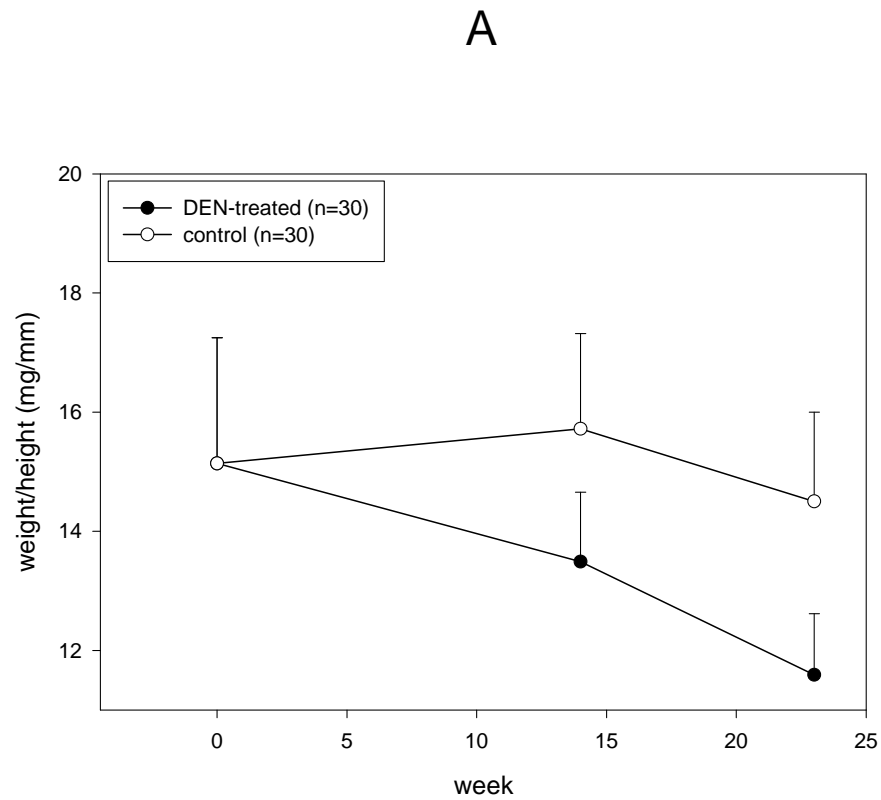 A
20
DEN-treated (n=30)
control (n=30)
18
16
14
12
weight/height (mg/mm)
0 5 10 15 20 25
week